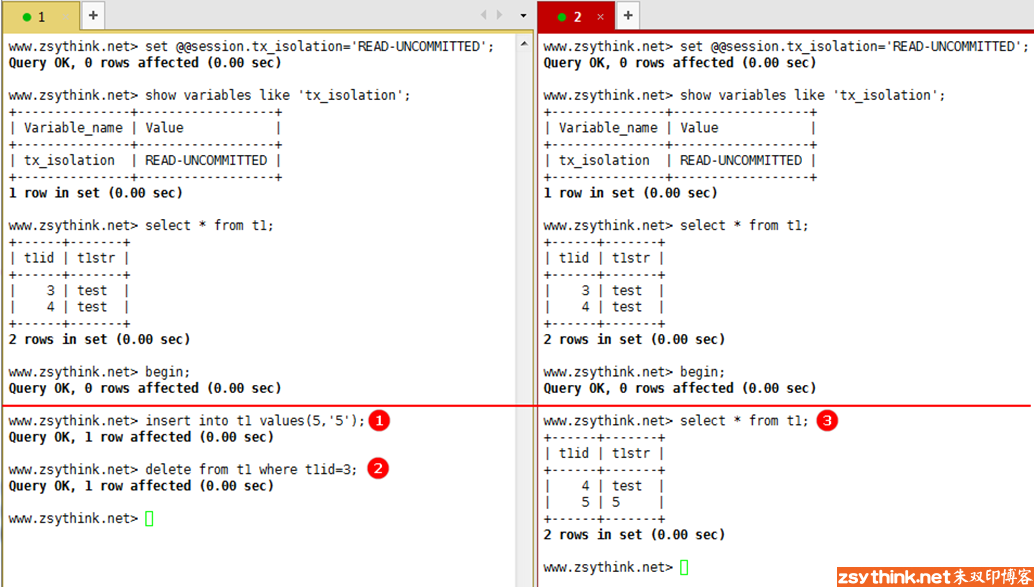 1 × +
www.zsythink.net> set @@session.tx_isolation='READ-UNCOMMITTED';
Query OK, 0 rows affected (0.00 sec)
www.zsythink.net> show variables like 'tx_isolation';
+---------------+------------------+
| Variable_name | Value            |
+---------------+------------------+
| tx_isolation  | READ-UNCOMMITTED |
+---------------+------------------+
1 row in set (0.00 sec)
www.zsythink.net> select * from t1;
+------+-------+
| t1id | t1str |
+------+-------+
|    3 | test  |
|    4 | test  |
+------+-------+
2 rows in set (0.00 sec)
www.zsythink.net> begin;
Query OK, 0 rows affected (0.00 sec)
www.zsythink.net> insert into t1 values(5,'5'); 1
Query OK, 1 row affected (0.00 sec)
www.zsythink.net> delete from t1 where t1id=3; 2
Query OK, 1 row affected (0.00 sec)
www.zsythink.net>
2 × +
www.zsythink.net> set @@session.tx_isolation='READ-UNCOMMITTED';
Query OK, 0 rows affected (0.00 sec)
www.zsythink.net> show variables like 'tx_isolation';
+---------------+------------------+
| Variable_name | Value            |
+---------------+------------------+
| tx_isolation  | READ-UNCOMMITTED |
+---------------+------------------+
1 row in set (0.00 sec)
www.zsythink.net> select * from t1;
+------+-------+
| t1id | t1str |
+------+-------+
|    3 | test  |
|    4 | test  |
+------+-------+
2 rows in set (0.00 sec)
www.zsythink.net> begin;
Query OK, 0 rows affected (0.00 sec)
www.zsythink.net> select * from t1; 3
+------+-------+
| t1id | t1str |
+------+-------+
|    4 | test  |
|    5 | 5     |
+------+-------+
2 rows in set (0.00 sec)
www.zsythink.net>
zsythink.net朱双印博客